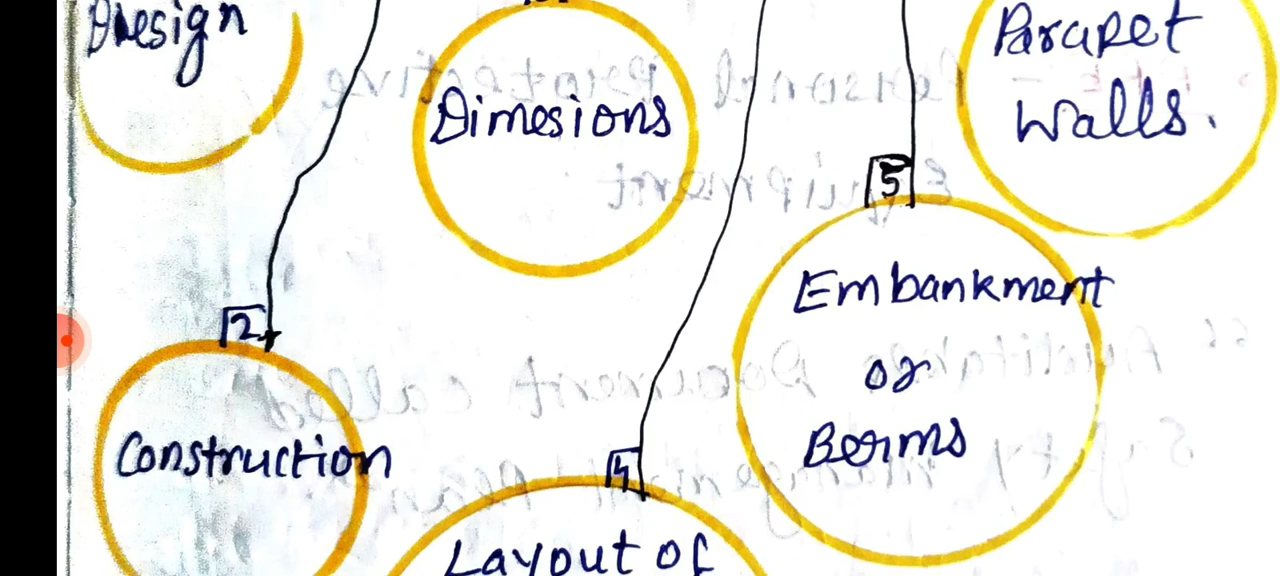 Design
Dimesions
Parapet
Walls.
5
Embankment
or
Berms
2
Construction
4
Layout of